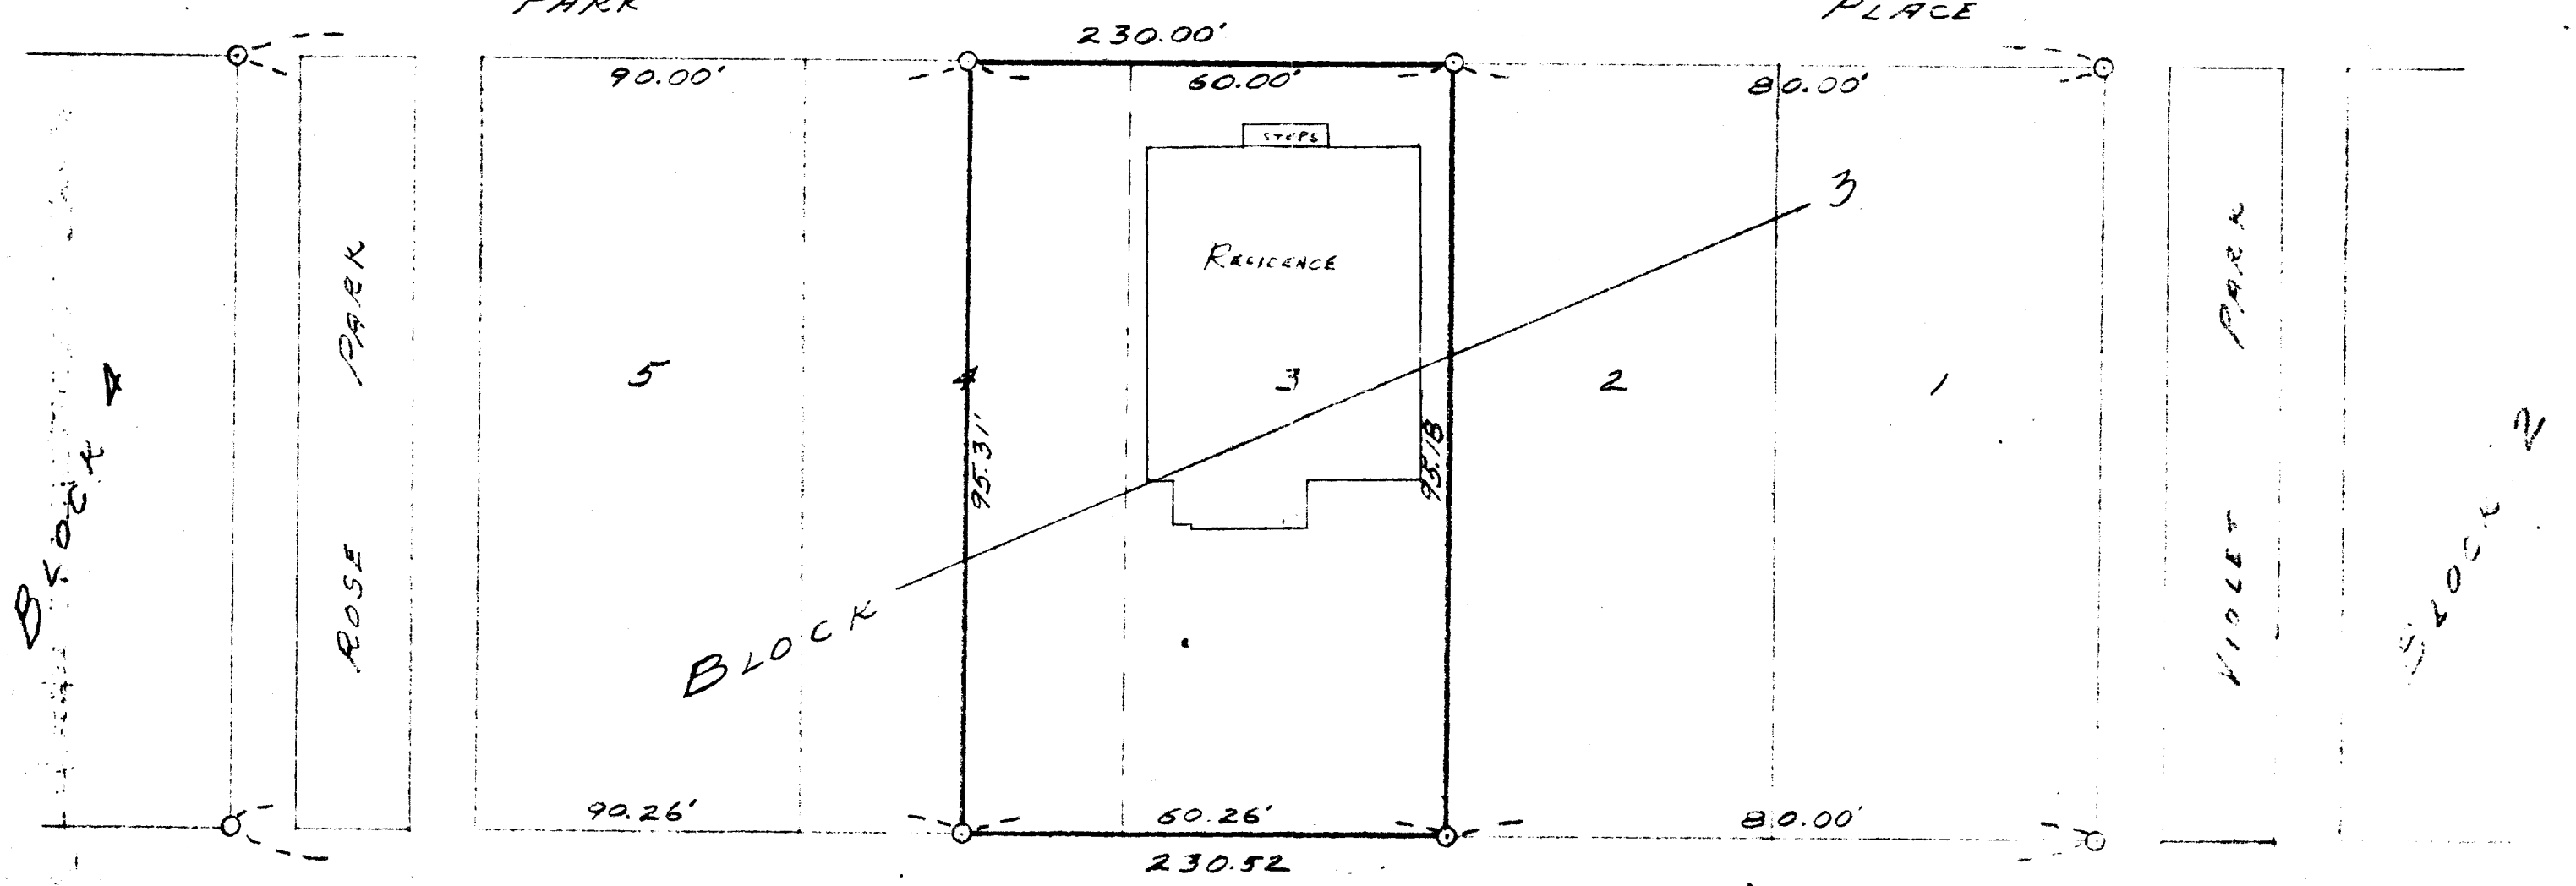 PARK PLACE
230.00'
90.00' 60.00' 80.00'
STEPS
3
RESIDENCE
PARK
PARK
5 4 3 2 1
BLOCK 4
95.31'
95.18
BLOCK 2
ROSE
VIOLET
BLOCK
90.26' 60.26' 80.00'
230.52